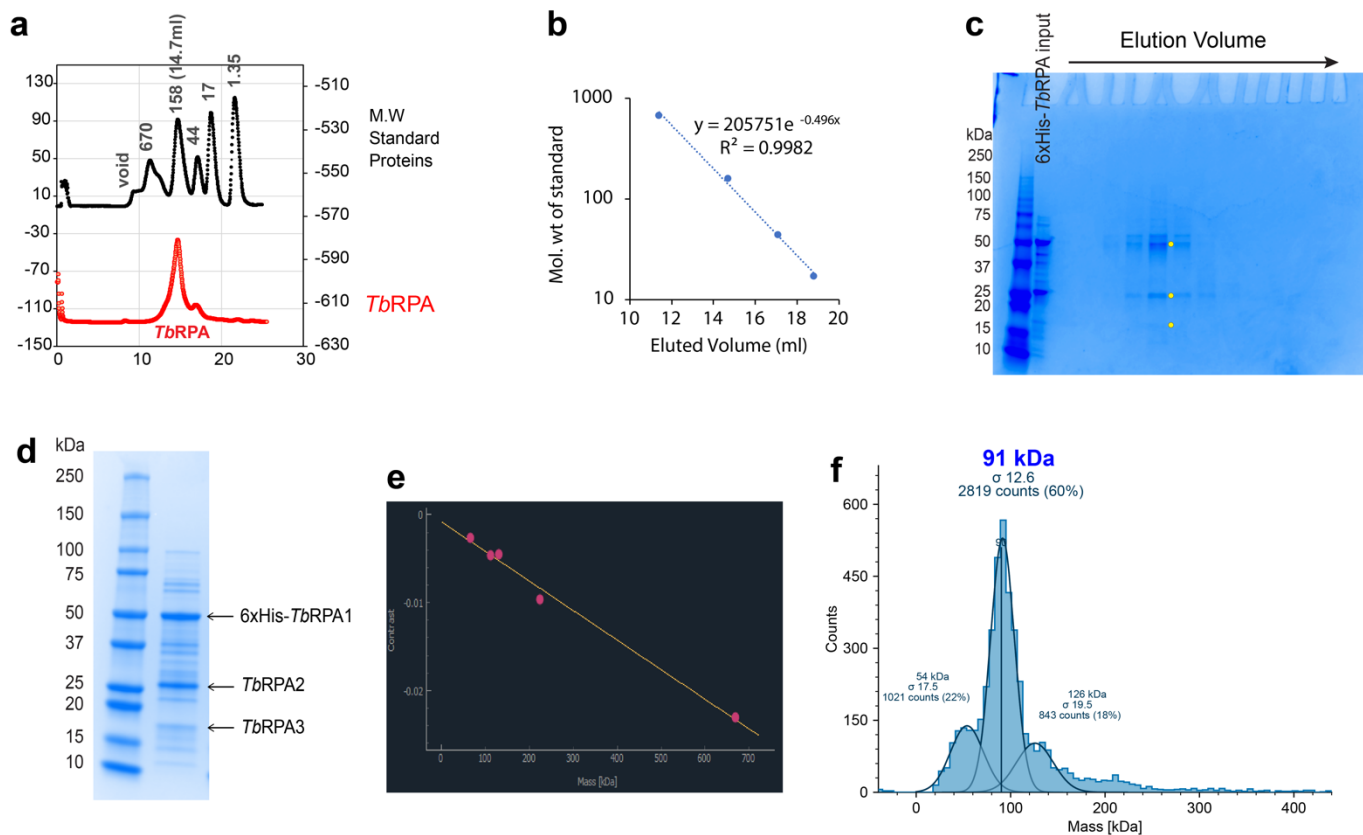 a
130
90
50
10
-30
-70
-110
-150
void
670
158 (14.7ml)
44
17
1.35
-510
-530
-550
-570
-590
-610
-630
M.W
Standard
Proteins
TbRPA
TbRPA
0
10
20
30
b
1000
100
10
Mol. wt of standard
y = 205751e -0.496x
R² = 0.9982
10
12
14
16
18
20
Eluted Volume (ml)
c
6xHis-TbRPA input
Elution Volume
kDa
250
150
100
75
50
37
25
20
15
10
d
kDa
250
150
100
75
50
37
25
20
15
10
6xHis-TbRPA1
TbRPA2
TbRPA3
e
0
-0.01
-0.02
Contrast
0
100
200
300
400
500
600
700
Mass [kDa]
f
91 kDa
σ 12.6
2819 counts (60%)
54 kDa
σ 17.5
1021 counts (22%)
126 kDa
σ 19.5
843 counts (18%)
600
450
300
150
0
Counts
0
100
200
300
400
Mass [kDa]